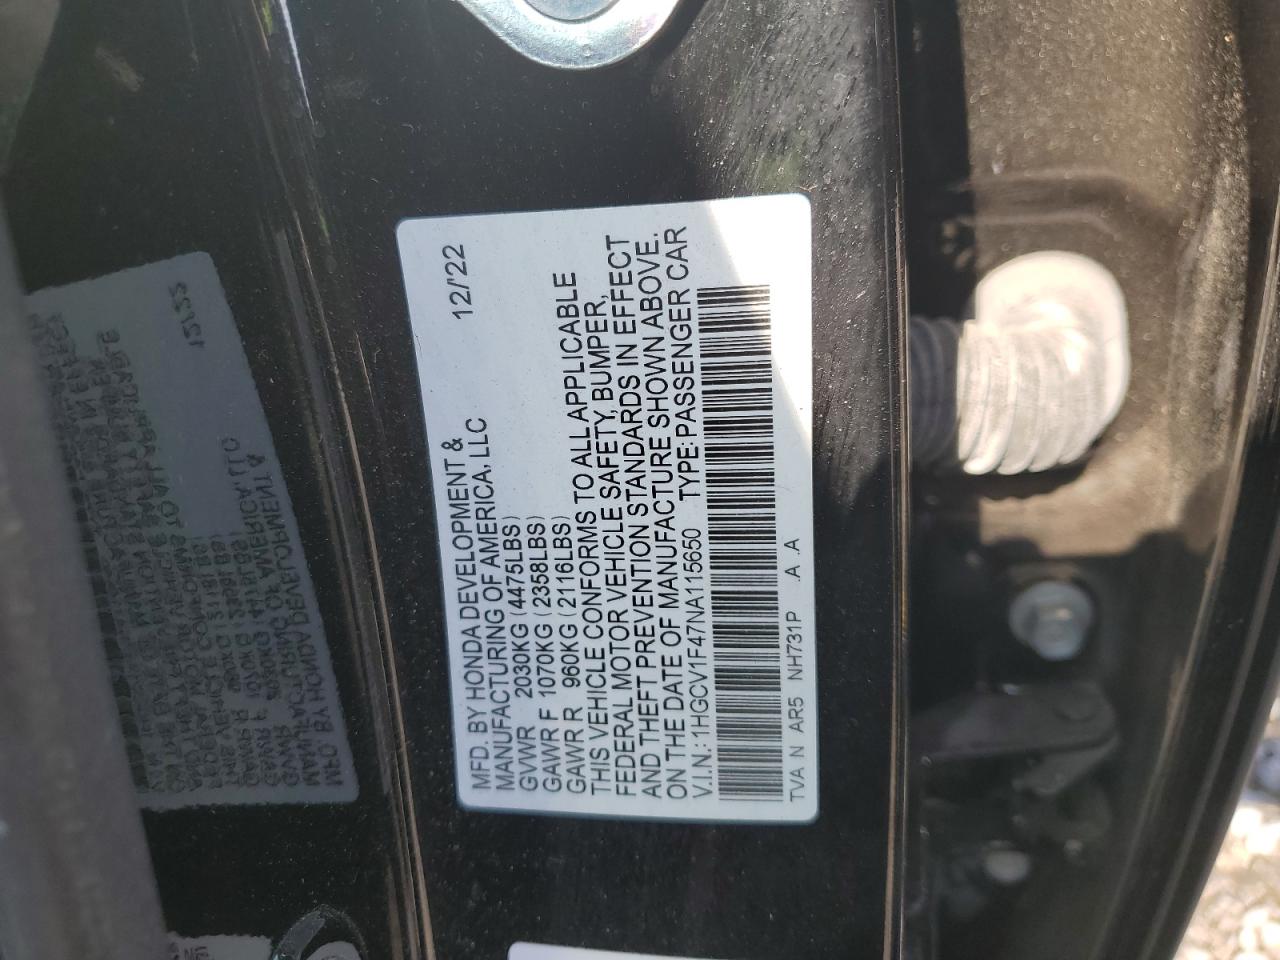 12/'22
MFD. BY HONDA DEVELOPMENT &
MANUFACTURING OF AMERICA, LLC
GVWR 2030KG (4475LBS)
GAWR F 1070KG (2358LBS)
GAWR R 960KG (2116LBS)
THIS VEHICLE CONFORMS TO ALL APPLICABLE
FEDERAL MOTOR VEHICLE SAFETY, BUMPER,
AND THEFT PREVENTION STANDARDS IN EFFECT
ON THE DATE OF MANUFACTURE SHOWN ABOVE.
V.I.N.: 1HGCV1F47NA115650 TYPE: PASSENGER CAR
TVA N AR5 NH731P .A .A